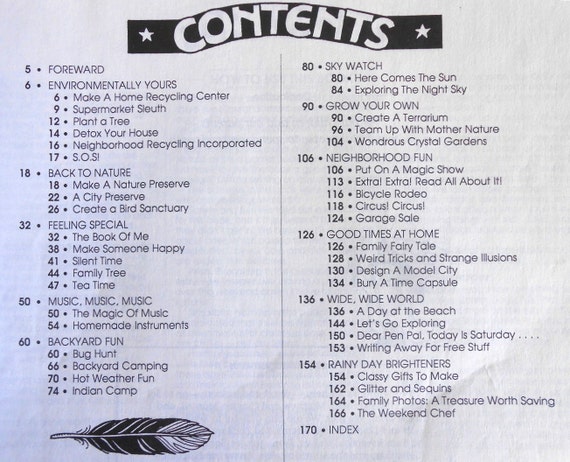 CONTENTS
5 • FOREWARD
6 • ENVIRONMENTALLY YOURS
6 • Make A Home Recycling Center
9 • Supermarket Sleuth
12 • Plant a Tree
14 • Detox Your House
16 • Neighborhood Recycling Incorporated
17 • S.O.S!
18 • BACK TO NATURE
18 • Make A Nature Preserve
22 • A City Preserve
26 • Create a Bird Sanctuary
32 • FEELING SPECIAL
32 • The Book Of Me
38 • Make Someone Happy
41 • Silent Time
44 • Family Tree
47 • Tea Time
50 • MUSIC, MUSIC, MUSIC
50 • The Magic Of Music
54 • Homemade Instruments
60 • BACKYARD FUN
60 • Bug Hunt
66 • Backyard Camping
70 • Hot Weather Fun
74 • Indian Camp
80 • SKY WATCH
80 • Here Comes The Sun
84 • Exploring The Night Sky
90 • GROW YOUR OWN
90 • Create A Terrarium
96 • Team Up With Mother Nature
104 • Wondrous Crystal Gardens
106 • NEIGHBORHOOD FUN
106 • Put On A Magic Show
113 • Extra! Extra! Read All About It!
116 • Bicycle Rodeo
118 • Circus! Circus!
124 • Garage Sale
126 • GOOD TIMES AT HOME
126 • Family Fairy Tale
128 • Weird Tricks and Strange Illusions
130 • Design A Model City
134 • Bury A Time Capsule
136 • WIDE, WIDE WORLD
136 • A Day at the Beach
144 • Let's Go Exploring
150 • Dear Pen Pal, Today Is Saturday . . . .
153 • Writing Away For Free Stuff
154 • RAINY DAY BRIGHTENERS
154 • Classy Gifts To Make
162 • Glitter and Sequins
164 • Family Photos: A Treasure Worth Saving
166 • The Weekend Chef
170 • INDEX